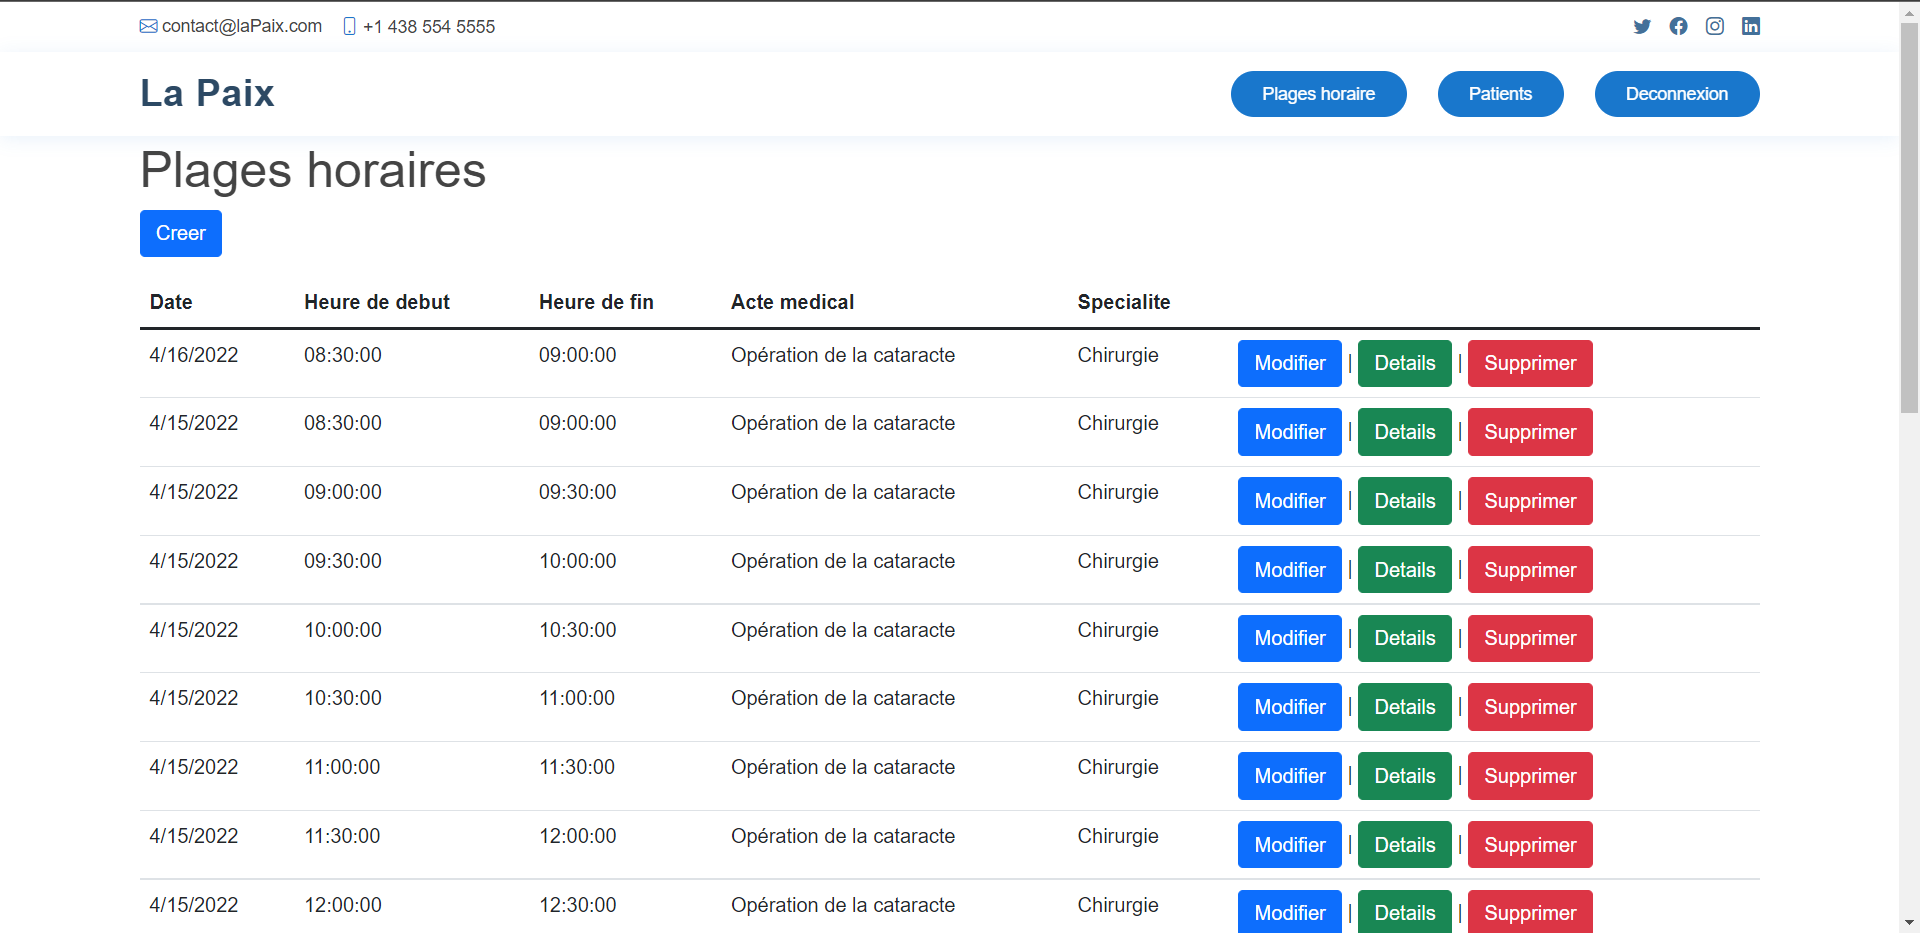 contact@laPaix.com +1 438 554 5555
La Paix Plages horaire Patients Deconnexion
Plages horaires
Creer
Date Heure de debut Heure de fin Acte medical Specialite
4/16/2022 08:30:00 09:00:00 Opération de la cataracte Chirurgie Modifier | Details | Supprimer
4/15/2022 08:30:00 09:00:00 Opération de la cataracte Chirurgie Modifier | Details | Supprimer
4/15/2022 09:00:00 09:30:00 Opération de la cataracte Chirurgie Modifier | Details | Supprimer
4/15/2022 09:30:00 10:00:00 Opération de la cataracte Chirurgie Modifier | Details | Supprimer
4/15/2022 10:00:00 10:30:00 Opération de la cataracte Chirurgie Modifier | Details | Supprimer
4/15/2022 10:30:00 11:00:00 Opération de la cataracte Chirurgie Modifier | Details | Supprimer
4/15/2022 11:00:00 11:30:00 Opération de la cataracte Chirurgie Modifier | Details | Supprimer
4/15/2022 11:30:00 12:00:00 Opération de la cataracte Chirurgie Modifier | Details | Supprimer
4/15/2022 12:00:00 12:30:00 Opération de la cataracte Chirurgie Modifier | Details | Supprimer